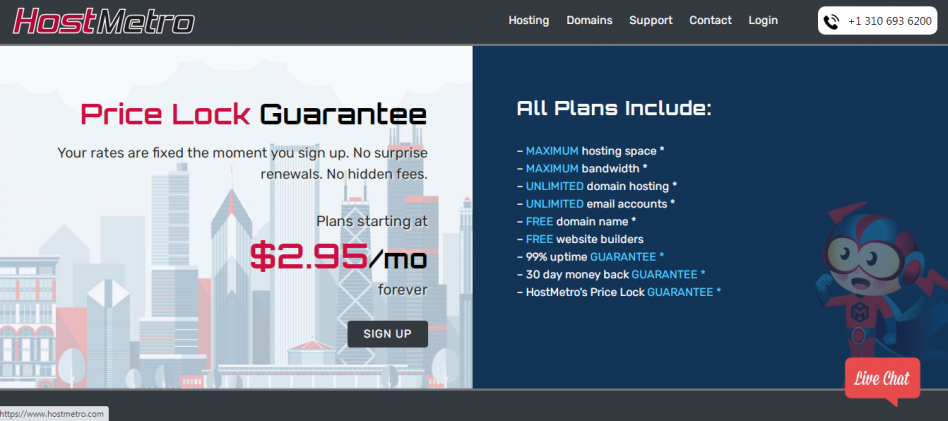 HostMetro
Hosting Domains Support Contact Login
+1 310 693 6200
Price Lock Guarantee
Your rates are fixed the moment you sign up. No surprise
renewals. No hidden fees.
Plans starting at
$2.95/mo
forever
SIGN UP
All Plans Include:
– MAXIMUM hosting space *
– MAXIMUM bandwidth *
– UNLIMITED domain hosting *
– UNLIMITED email accounts *
– FREE domain name *
– FREE website builders
– 99% uptime GUARANTEE *
– 30 day money back GUARANTEE *
– HostMetro's Price Lock GUARANTEE *
Live Chat
https://www.hostmetro.com